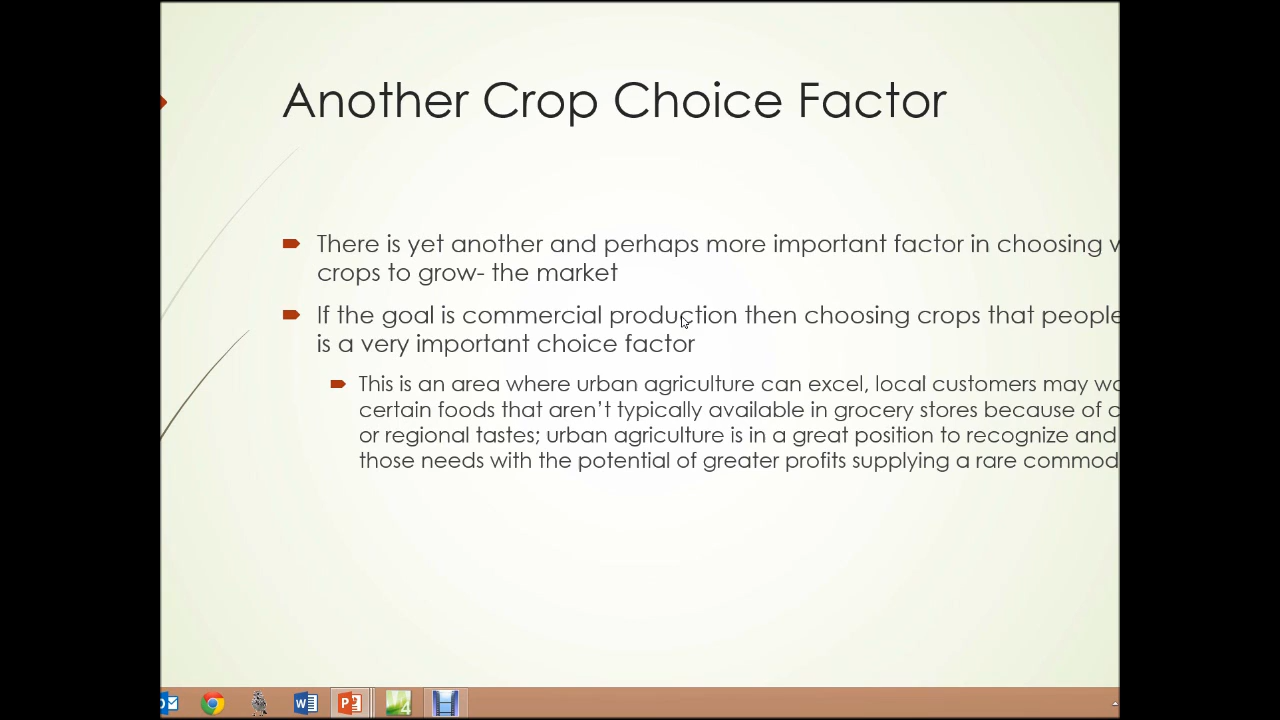 Another Crop Choice Factor
There is yet another and perhaps more important factor in choosing
crops to grow- the market
If the goal is commercial production then choosing crops that people
is a very important choice factor
This is an area where urban agriculture can excel, local customers may
certain foods that aren't typically available in grocery stores because of
or regional tastes; urban agriculture is in a great position to recognize and
those needs with the potential of greater profits supplying a rare